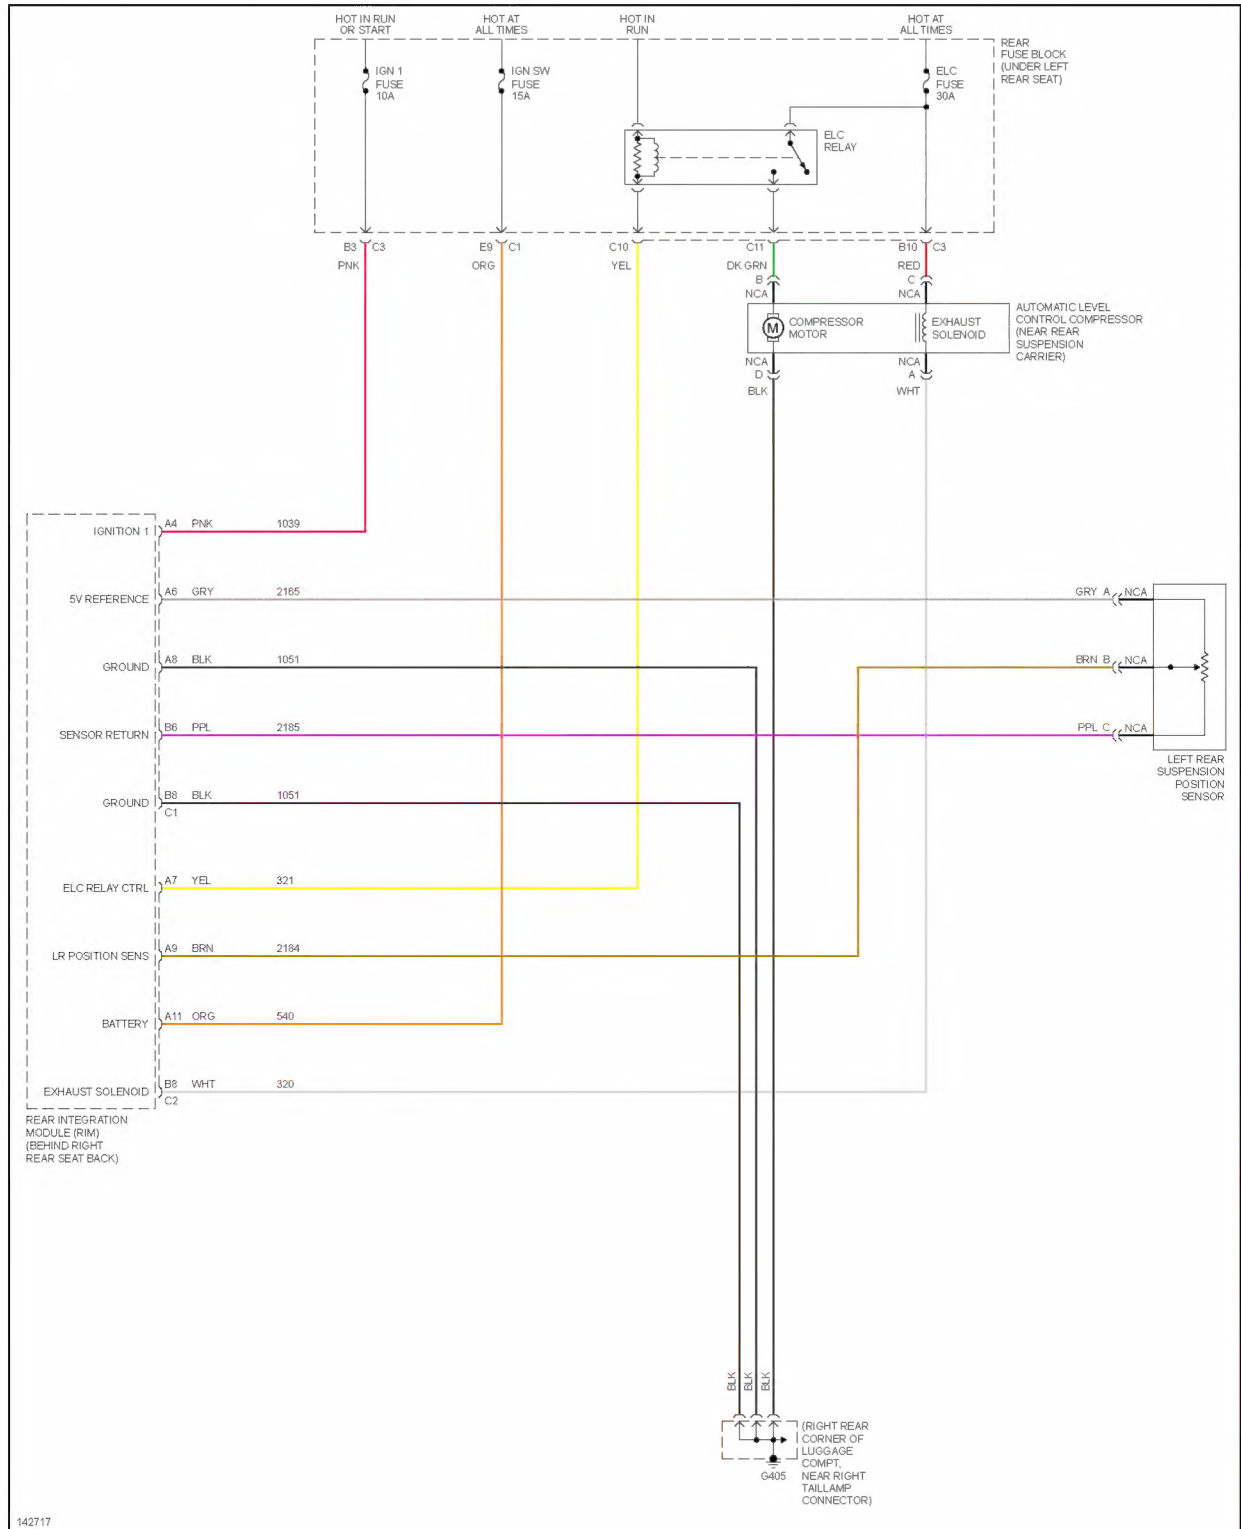 HOT IN RUN
OR START
HOT AT
ALL TIMES
HOT IN
RUN
HOT AT
ALL TIMES
REAR
FUSE BLOCK
(UNDER LEFT
REAR SEAT)
IGN 1
FUSE
10A
IGN SW
FUSE
15A
ELC
FUSE
30A
ELC
RELAY
B3 C3
E9 C1
C10
C11
B10 C3
PNK
ORG
YEL
DK GRN
RED
B
C
NCA
NCA
COMPRESSOR
MOTOR
M
EXHAUST
SOLENOID
AUTOMATIC LEVEL
CONTROL COMPRESSOR
(NEAR REAR
SUSPENSION
CARRIER)
NCA
NCA
D
A
BLK
WHT
IGNITION 1 A4 PNK 1039
5V REFERENCE A6 GRY 2165
GRY A NCA
GROUND A8 BLK 1051
BRN B NCA
SENSOR RETURN B6 PPL 2185
PPL C NCA
LEFT REAR
SUSPENSION
POSITION
SENSOR
GROUND B8 BLK 1051
C1
ELC RELAY CTRL A7 YEL 321
LR POSITION SENS A9 BRN 2184
BATTERY A11 ORG 540
EXHAUST SOLENOID B8 WHT 320
C2
REAR INTEGRATION
MODULE (RIM)
(BEHIND RIGHT
REAR SEAT BACK)
BLK
BLK
BLK
(RIGHT REAR
CORNER OF
LUGGAGE
COMPT,
NEAR RIGHT
TAILLAMP
CONNECTOR)
G405
142717